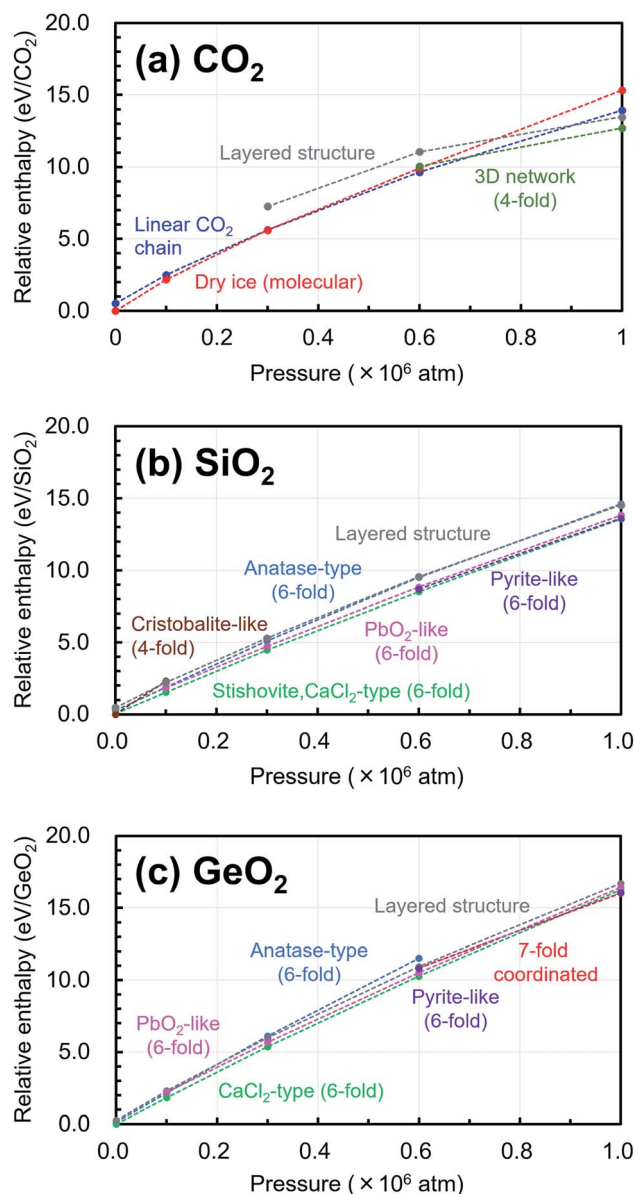 (a) CO₂
Relative enthalpy (eV/CO₂)
20.0
15.0
10.0
5.0
0.0
Layered structure
3D network
(4-fold)
Linear CO₂
chain
Dry ice (molecular)
0 0.2 0.4 0.6 0.8 1
Pressure (×10⁶ atm)
(b) SiO₂
Relative enthalpy (eV/SiO₂)
20.0
15.0
10.0
5.0
0.0
Layered structure
Anatase-type
(6-fold)
Pyrite-like
(6-fold)
Cristobalite-like
(4-fold)
PbO₂-like
(6-fold)
Stishovite,CaCl₂-type (6-fold)
0.0 0.2 0.4 0.6 0.8 1.0
Pressure (×10⁶ atm)
(c) GeO₂
Relative enthalpy (eV/GeO₂)
20.0
15.0
10.0
5.0
0.0
Layered structure
Anatase-type
(6-fold)
7-fold
coordinated
Pyrite-like
(6-fold)
PbO₂-like
(6-fold)
CaCl₂-type (6-fold)
0.0 0.2 0.4 0.6 0.8 1.0
Pressure (×10⁶ atm)